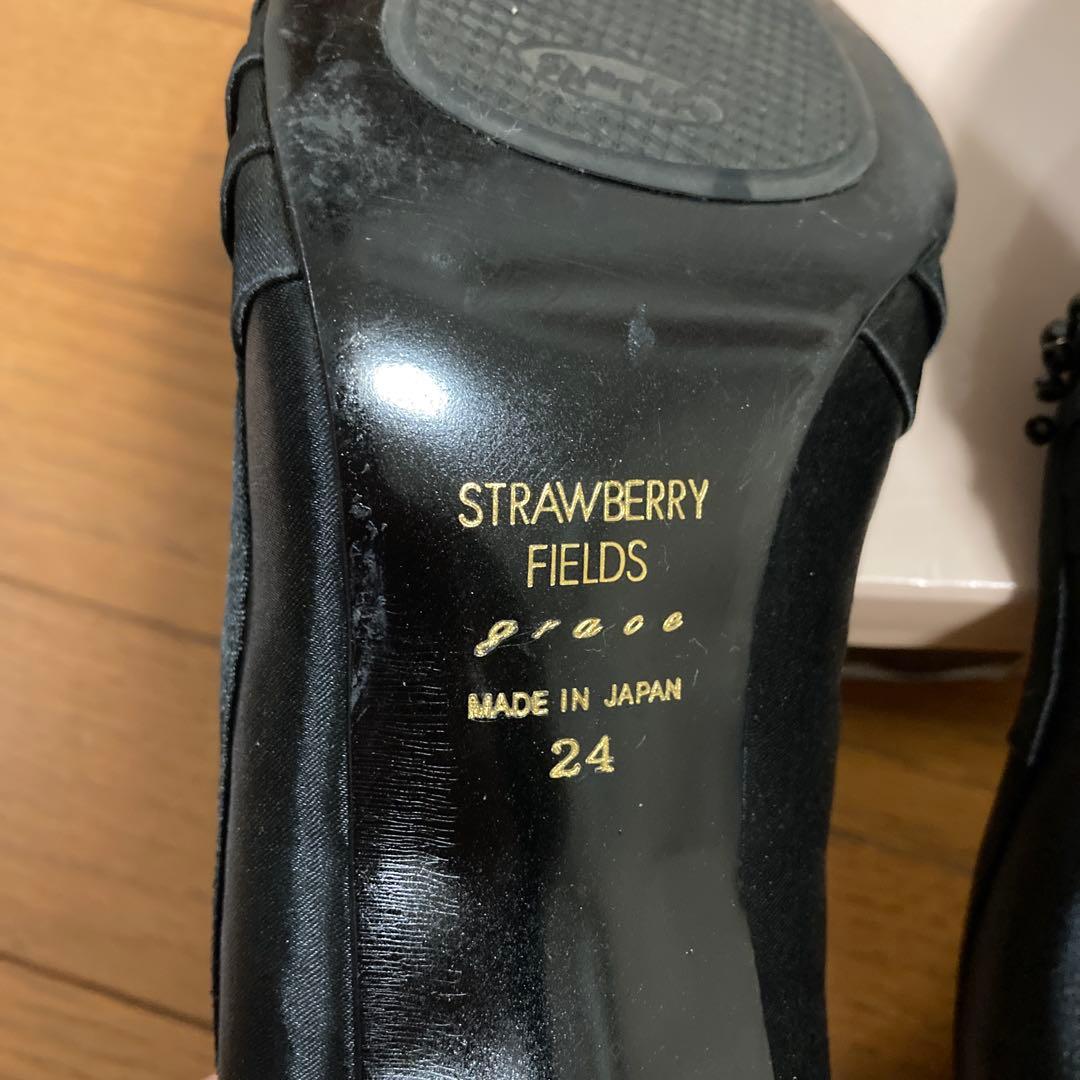 STRAWBERRY
FIELDS
grace
MADE IN JAPAN
24